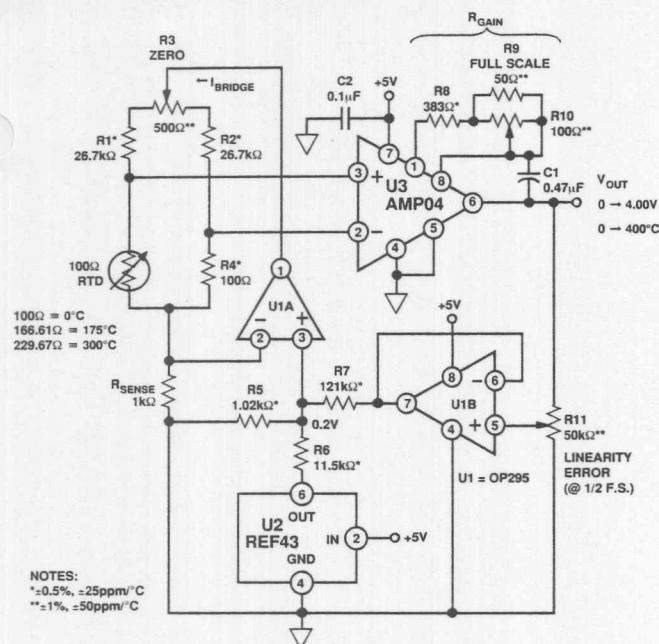 R_GAIN
R3
ZERO
← I_BRIDGE
500Ω**
R1*
26.7kΩ
R2*
26.7kΩ
C2
0.1μF
+5V
R8
383Ω*
R9
FULL SCALE
50Ω**
R10
100Ω**
7
1
8
3
+
U3
AMP04
6
2
−
4
5
C1
0.47μF
V_OUT
0 → 4.00V
0 → 400°C
100Ω
RTD
R4*
100Ω
1
U1A
−
+
2
3
100Ω = 0°C
166.61Ω = 175°C
229.67Ω = 300°C
R_SENSE
1kΩ
R5
1.02kΩ*
R7
121kΩ*
0.2V
+5V
8
−
6
7
U1B
+
5
4
U1 = OP295
R11
50kΩ**
LINEARITY
ERROR
(@ 1/2 F.S.)
R6
11.5kΩ*
6
OUT
U2
REF43
IN
2
+5V
GND
4
NOTES:
*±0.5%, ±25ppm/°C
**±1%, ±50ppm/°C